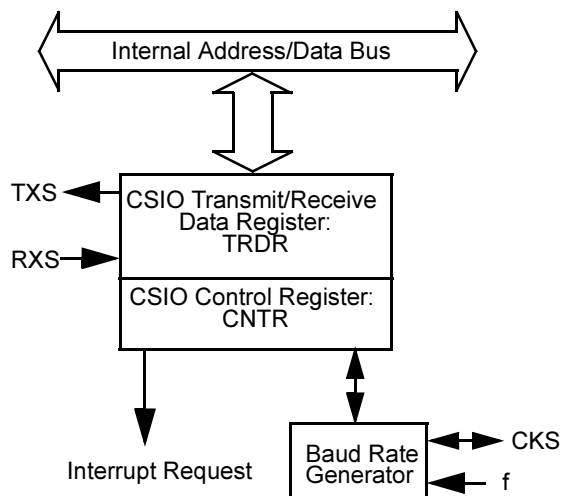 Internal Address/Data Bus
TXS
CSIO Transmit/Receive
Data Register:
TRDR
RXS
CSIO Control Register:
CNTR
Interrupt Request
Baud Rate
Generator
CKS
f